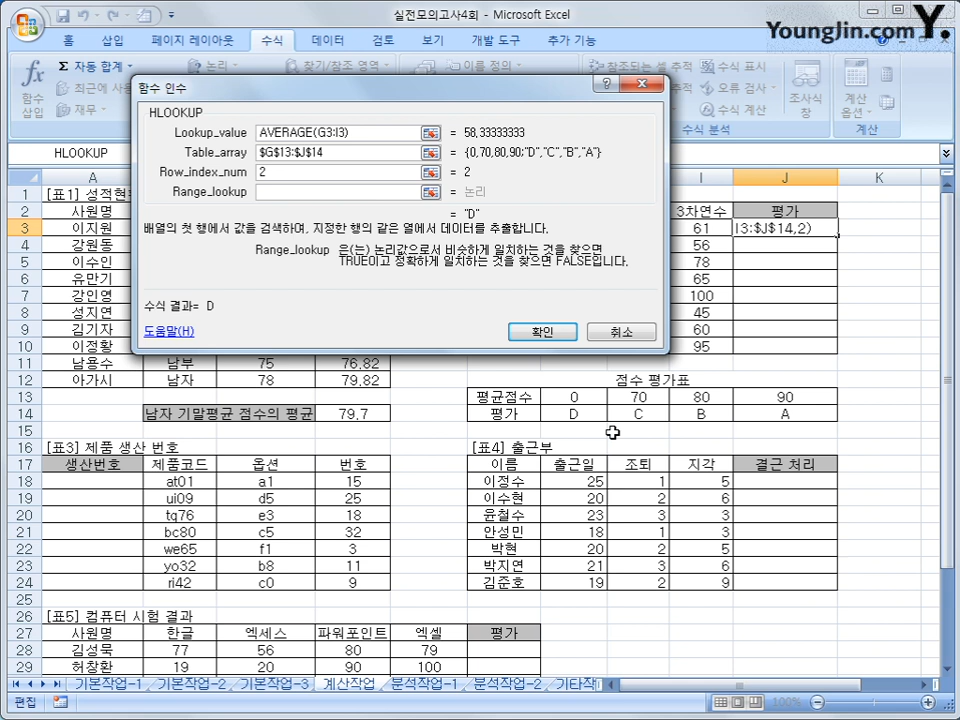 실전모의고사4회 - Microsoft Excel
YoungJin.com Y.
홈 삽입 페이지 레이아웃 수식 데이터 검토 보기 개발 도구 추가 기능
함수 삽입
Σ 자동 합계
최근에 사용
재무
논리
찾기/참조 영역
이름 정의
참조되는 셀 추적
추적
수식 표시
오류 검사
수식 계산
조사식 창
계산 옵션
수식 분석
계산
함수 인수
HLOOKUP
Lookup_value AVERAGE(G3:I3) = 58,33333333
Table_array $G$13:$J$14 = {0,70,80,90;"D","C","B","A"}
Row_index_num 2 = 2
Range_lookup = 논리
= "D"
배열의 첫 행에서 값을 검색하여, 지정한 행의 같은 열에서 데이터를 추출합니다.
Range_lookup 은(는) 논리값으로서 비슷하게 일치하는 것을 찾으면
TRUE이고 정확하게 일치하는 것을 찾으면 FALSE입니다.
수식 결과= D
도움말(H)
확인 취소
HLOOKUP
A I J K
1 [표1] 성적현
2 사원명 3차연수 평가
3 이지원 61 I3:$J$14,2)
4 강원동 56
5 이수인 78
6 유만기 65
7 강인영 100
8 성지연 45
9 김기자 60
10 이정황 95
11 남용수 남부 75 76.82
12 아가시 남자 78 79.82 점수 평가표
13 평균점수 0 70 80 90
14 남자 기말평균 점수의 평균 79.7 평가 D C B A
15
16 [표3] 제품 생산 번호 [표4] 출근부
17 생산번호 제품코드 옵션 번호 이름 출근일 조퇴 지각 결근 처리
18 at01 a1 15 이정수 25 1 5
19 ui09 d5 25 이수현 20 2 6
20 tq76 e3 18 윤철수 23 3 3
21 bc80 c5 32 안성민 18 1 3
22 we65 f1 3 박현 20 2 5
23 yo32 b8 11 박지연 21 3 6
24 ri42 c0 9 김준호 19 2 9
25
26 [표5] 컴퓨터 시험 결과
27 사원명 한글 엑세스 파워포인트 엑셀 평가
28 김성묵 77 56 80 79
29 허창환 19 20 90 100
기본작업-1 기본작업-2 기본작업-3 계산작업 분석작업-1 분석작업-2 기타작
편집 100%